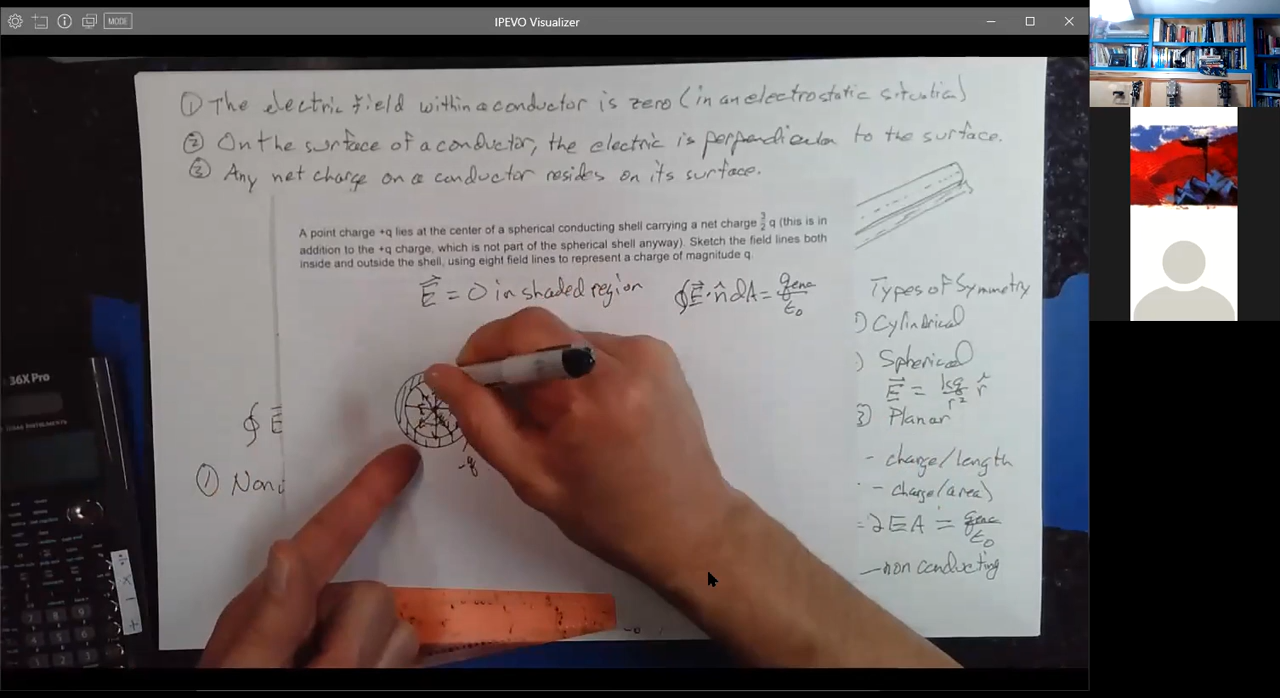 MODE
IPEVO Visualizer
① The electric field within a conductor is zero (in an electrostatic situation)
② On the surface of a conductor, the electric is perpendicular to the surface.
③ Any net charge on a conductor resides on its surface.
A point charge +q lies at the center of a spherical conducting shell carrying a net charge 3/2 q (this is in
addition to the +q charge, which is not part of the spherical shell anyway). Sketch the field lines both
inside and outside the shell, using eight field lines to represent a charge of magnitude q.
E⃗ = 0 in shaded region
∮E⃗·n̂dA = qenc/ε0
Types of Symmetry
1) Cylindrical
) Spherical
E⃗ = kq/r² r̂
3) Planar
- charge/length
- charge/area)
= 2EA = qenc/ε0
- non conducting
36X Pro
TEXAS INSTRUMENTS
∮ E
① Non
-q